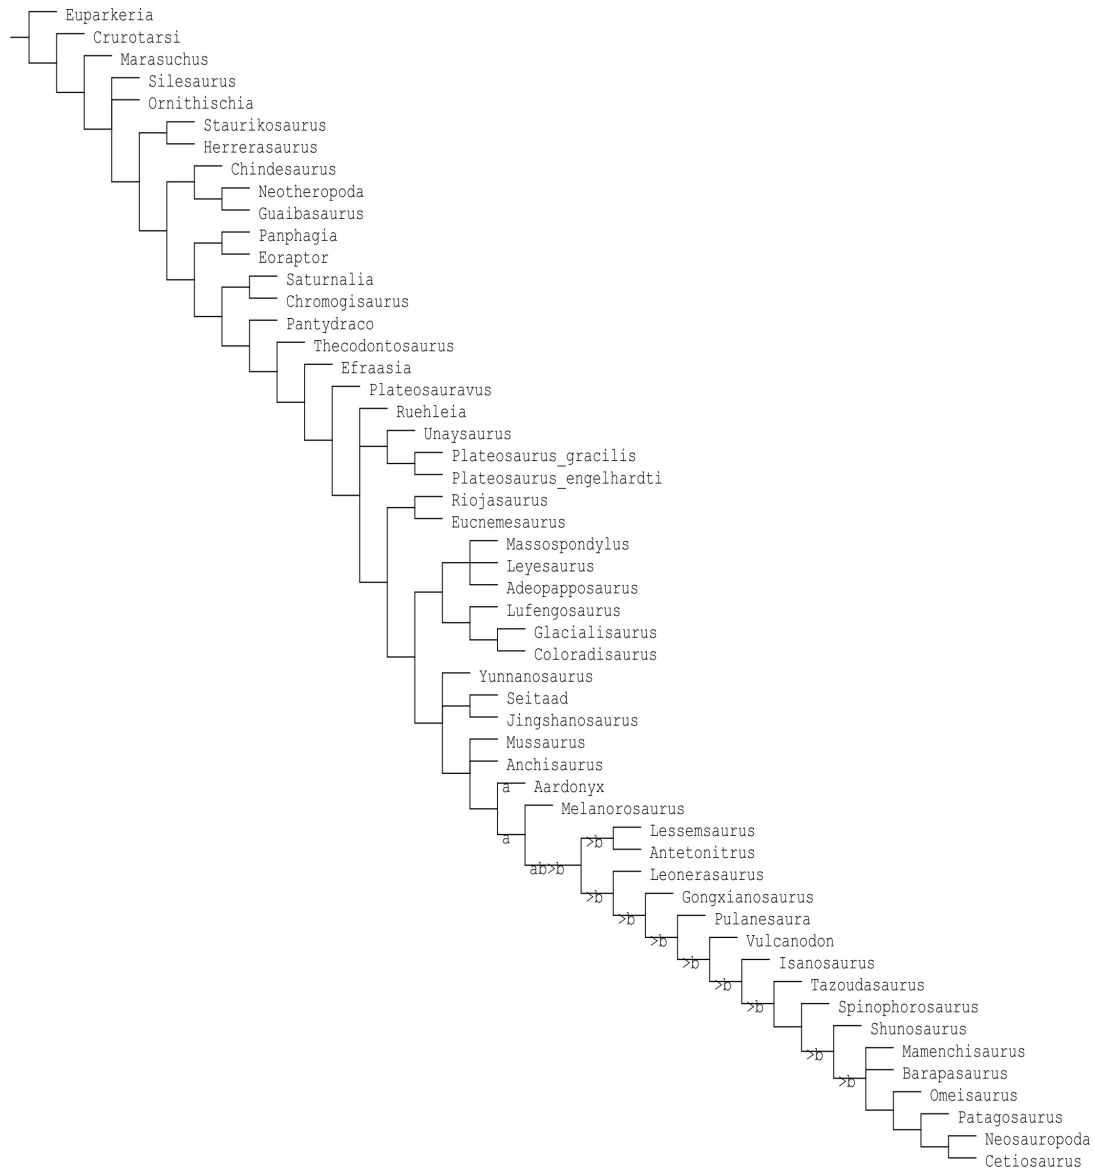 Euparkeria
Crurotarsi
Marasuchus
Silesaurus
Ornithischia
Staurikosaurus
Herrerasaurus
Chindesaurus
Neotheropoda
Guaibasaurus
Panphagia
Eoraptor
Saturnalia
Chromogisaurus
Pantydraco
Thecodontosaurus
Efraasia
Plateosauravus
Ruehleia
Unaysaurus
Plateosaurus_gracilis
Plateosaurus_engelhardti
Riojasaurus
Eucnemesaurus
Massospondylus
Leyesaurus
Adeopapposaurus
Lufengosaurus
Glacialisaurus
Coloradisaurus
Yunnanosaurus
Seitaad
Jingshanosaurus
Mussaurus
Anchisaurus
a Aardonyx
Melanorosaurus
Lessemsaurus
a >b
Antetonitrus
ab>b
Leonerasaurus
>b Gongxianosaurus
>b Pulanesaura
>b Vulcanodon
>b Isanosaurus
>b Tazoudasaurus
>b Spinophorosaurus
Shunosaurus
>b Mamenchisaurus
Barapasaurus
>b Omeisaurus
Patagosaurus
Neosauropoda
Cetiosaurus